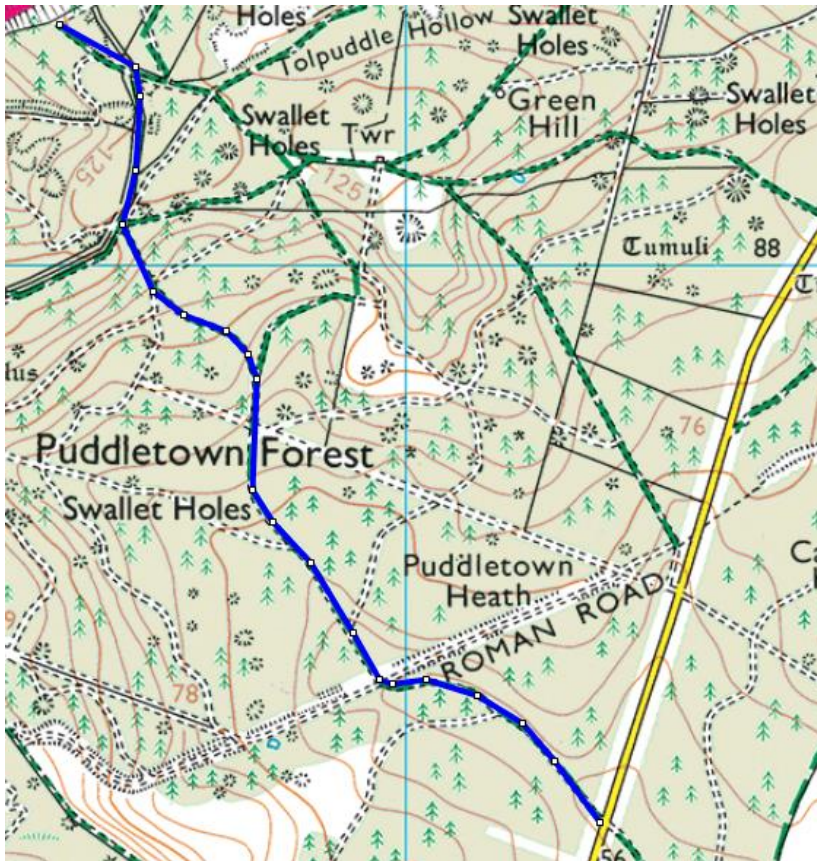 Holes
Tolpuddle Hollow
Swallet
Holes
Green
Hill
Swallet
Holes
Swallet
Holes
Twr
125
125
Tumuli
88
lus
76
Puddletown Forest
Swallet Holes
Puddletown
Heath
ROMAN ROAD
78
56